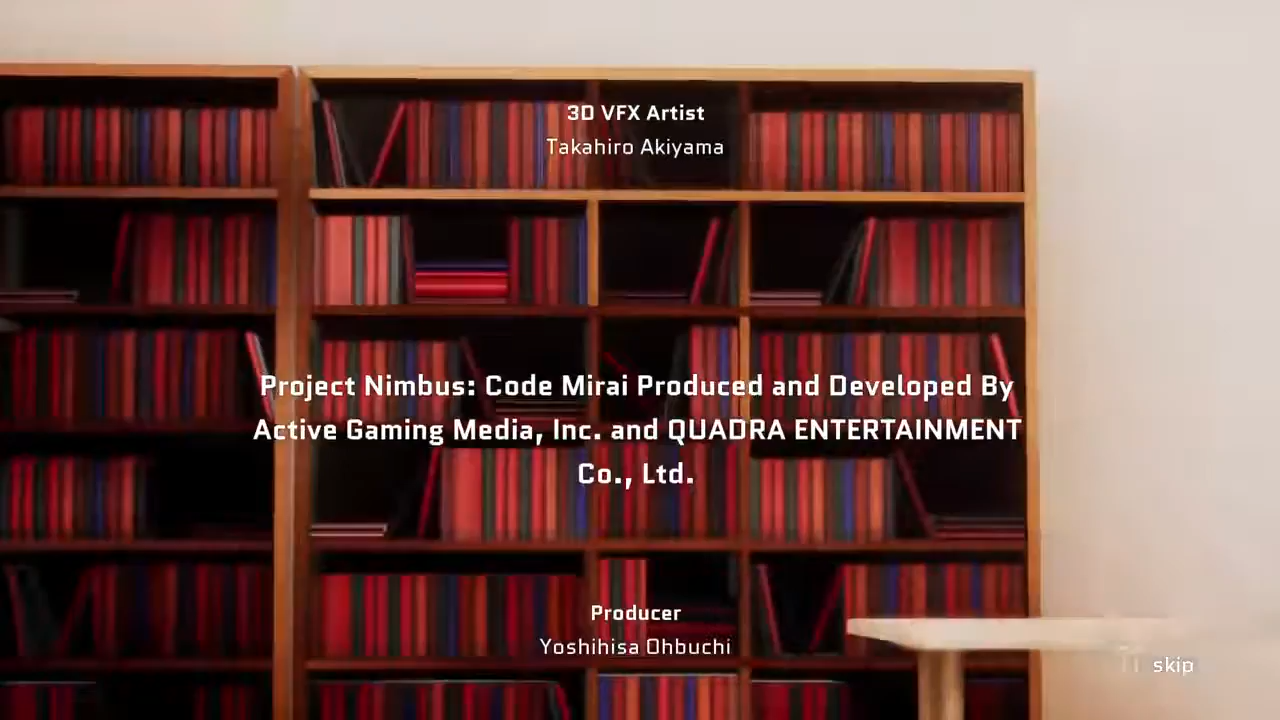 3D VFX Artist
Takahiro Akiyama
Project Nimbus: Code Mirai Produced and Developed By
Active Gaming Media, Inc. and QUADRA ENTERTAINMENT
Co., Ltd.
Producer
Yoshihisa Ohbuchi
skip